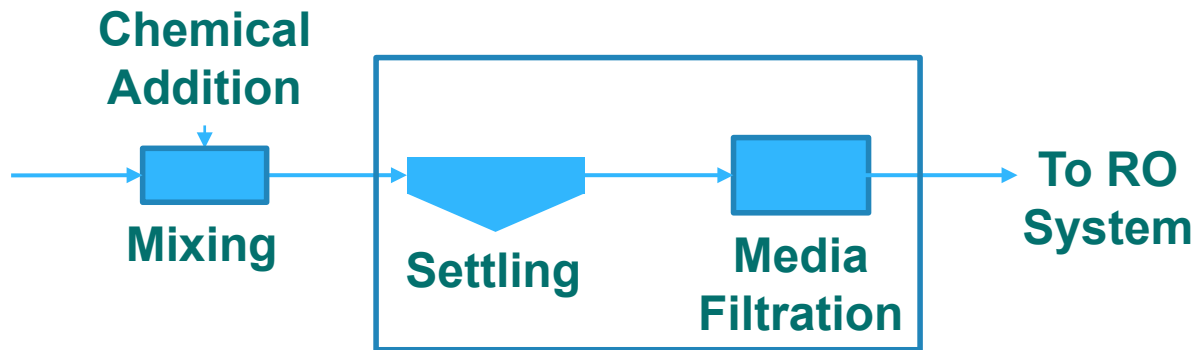 Chemical
Addition
Mixing
Settling
Media
Filtration
To RO
System